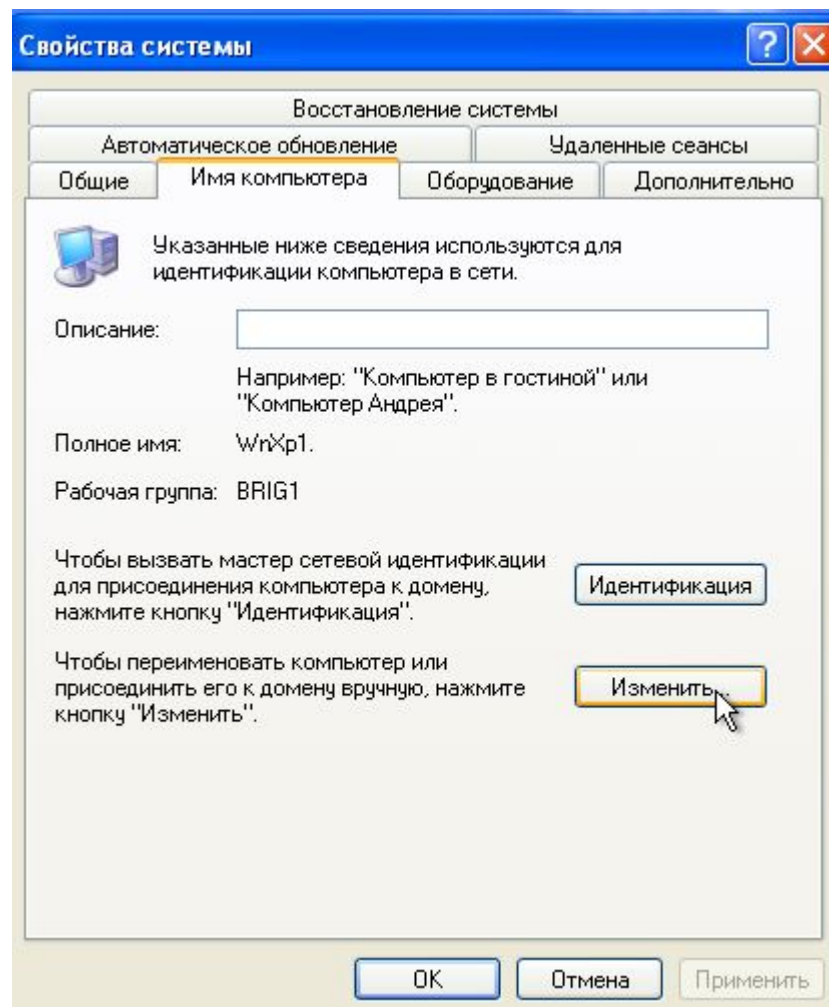 Свойства системы
Восстановление системы
Автоматическое обновление
Удаленные сеансы
Общие
Имя компьютера
Оборудование
Дополнительно
Указанные ниже сведения используются для
идентификации компьютера в сети.
Описание:
Например: "Компьютер в гостиной" или
"Компьютер Андрея".
Полное имя: WnXp1.
Рабочая группа: BRIG1
Чтобы вызвать мастер сетевой идентификации
для присоединения компьютера к домену,
нажмите кнопку "Идентификация".
Идентификация
Чтобы переименовать компьютер или
присоединить его к домену вручную, нажмите
кнопку "Изменить".
Изменить...
OK
Отмена
Применить